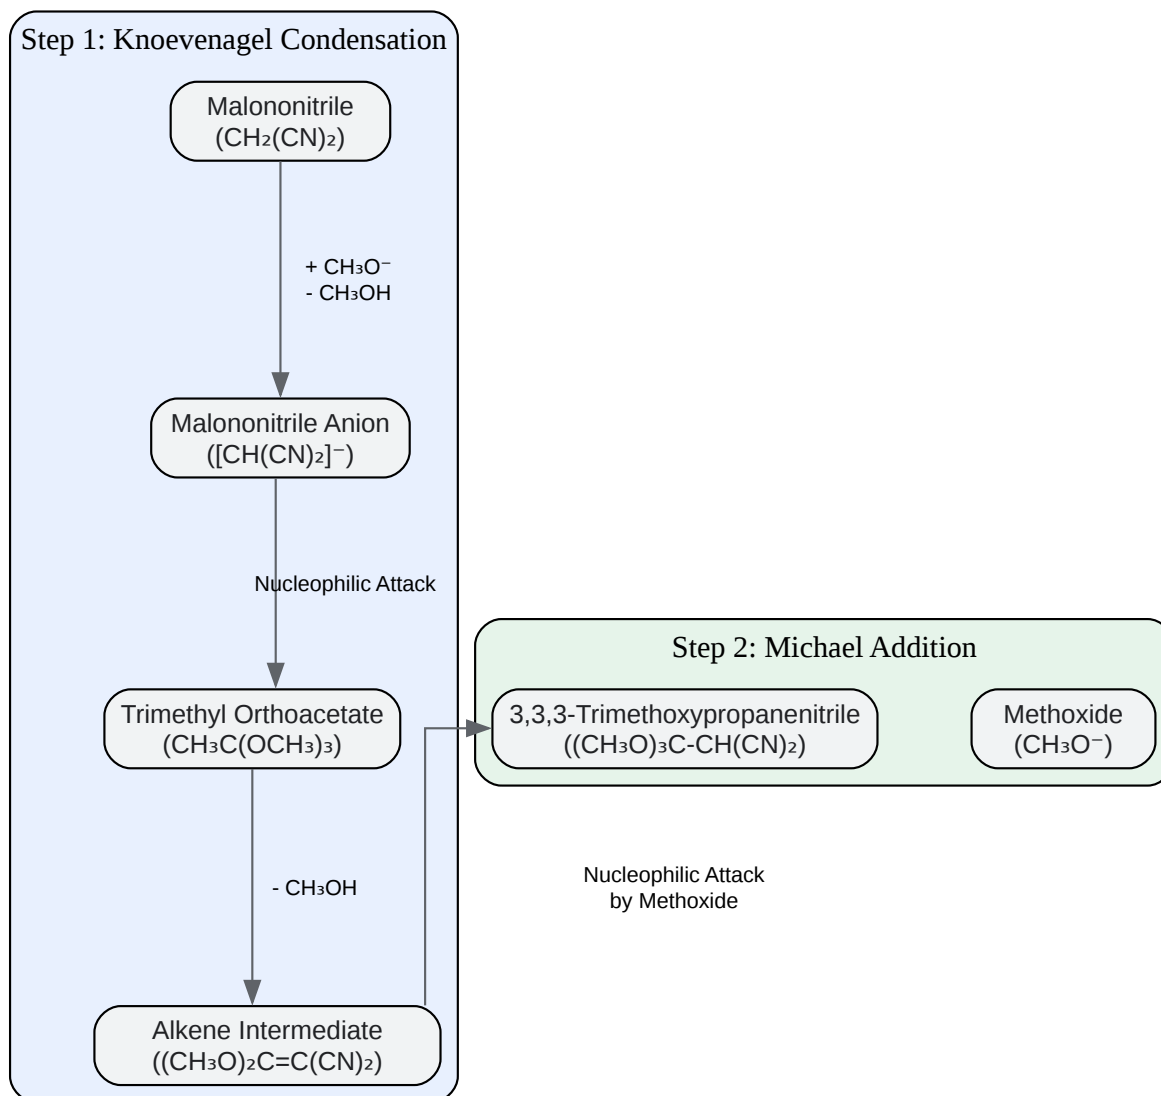 Step 1: Knoevenagel Condensation
Malononitrile
(CH₂(CN)₂)
+ CH₃O⁻
- CH₃OH
Malononitrile Anion
([CH(CN)₂]⁻)
Nucleophilic Attack
Trimethyl Orthoacetate
(CH₃C(OCH₃)₃)
- CH₃OH
Alkene Intermediate
((CH₃O)₂C=C(CN)₂)
Step 2: Michael Addition
3,3,3-Trimethoxypropanenitrile
((CH₃O)₃C-CH(CN)₂)
Methoxide
(CH₃O⁻)
Nucleophilic Attack
by Methoxide